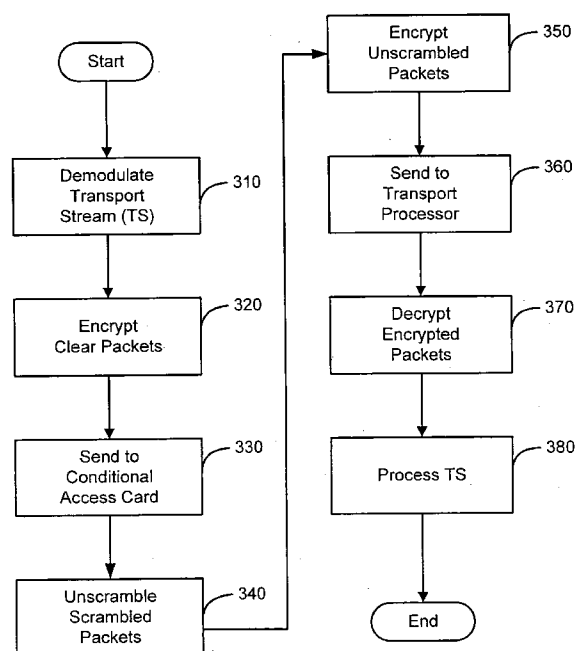 Start
Demodulate
Transport
Stream (TS)
310
Encrypt
Clear Packets
320
Send to
Conditional
Access Card
330
Unscramble
Scrambled
Packets
340
Encrypt
Unscrambled
Packets
350
Send to
Transport
Processor
360
Decrypt
Encrypted
Packets
370
Process TS
380
End